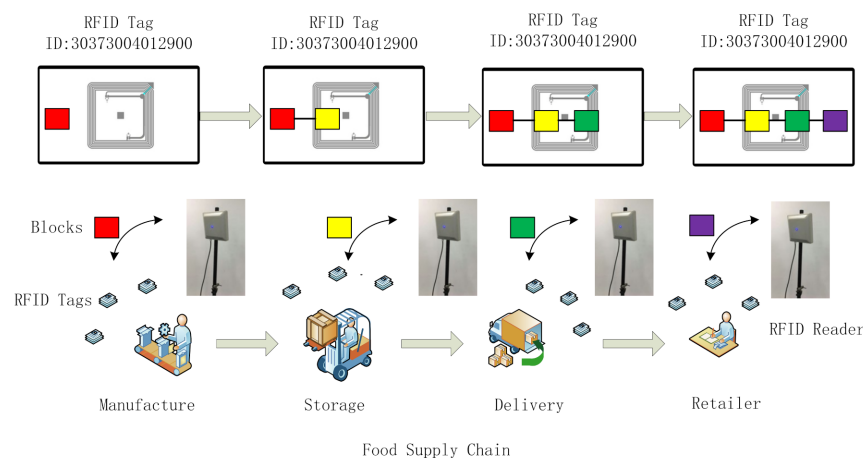 RFID Tag
ID:30373004012900
RFID Tag
ID:30373004012900
RFID Tag
ID:30373004012900
RFID Tag
ID:30373004012900
Blocks
RFID Tags
RFID Reader
Manufacture
Storage
Delivery
Retailer
Food Supply Chain